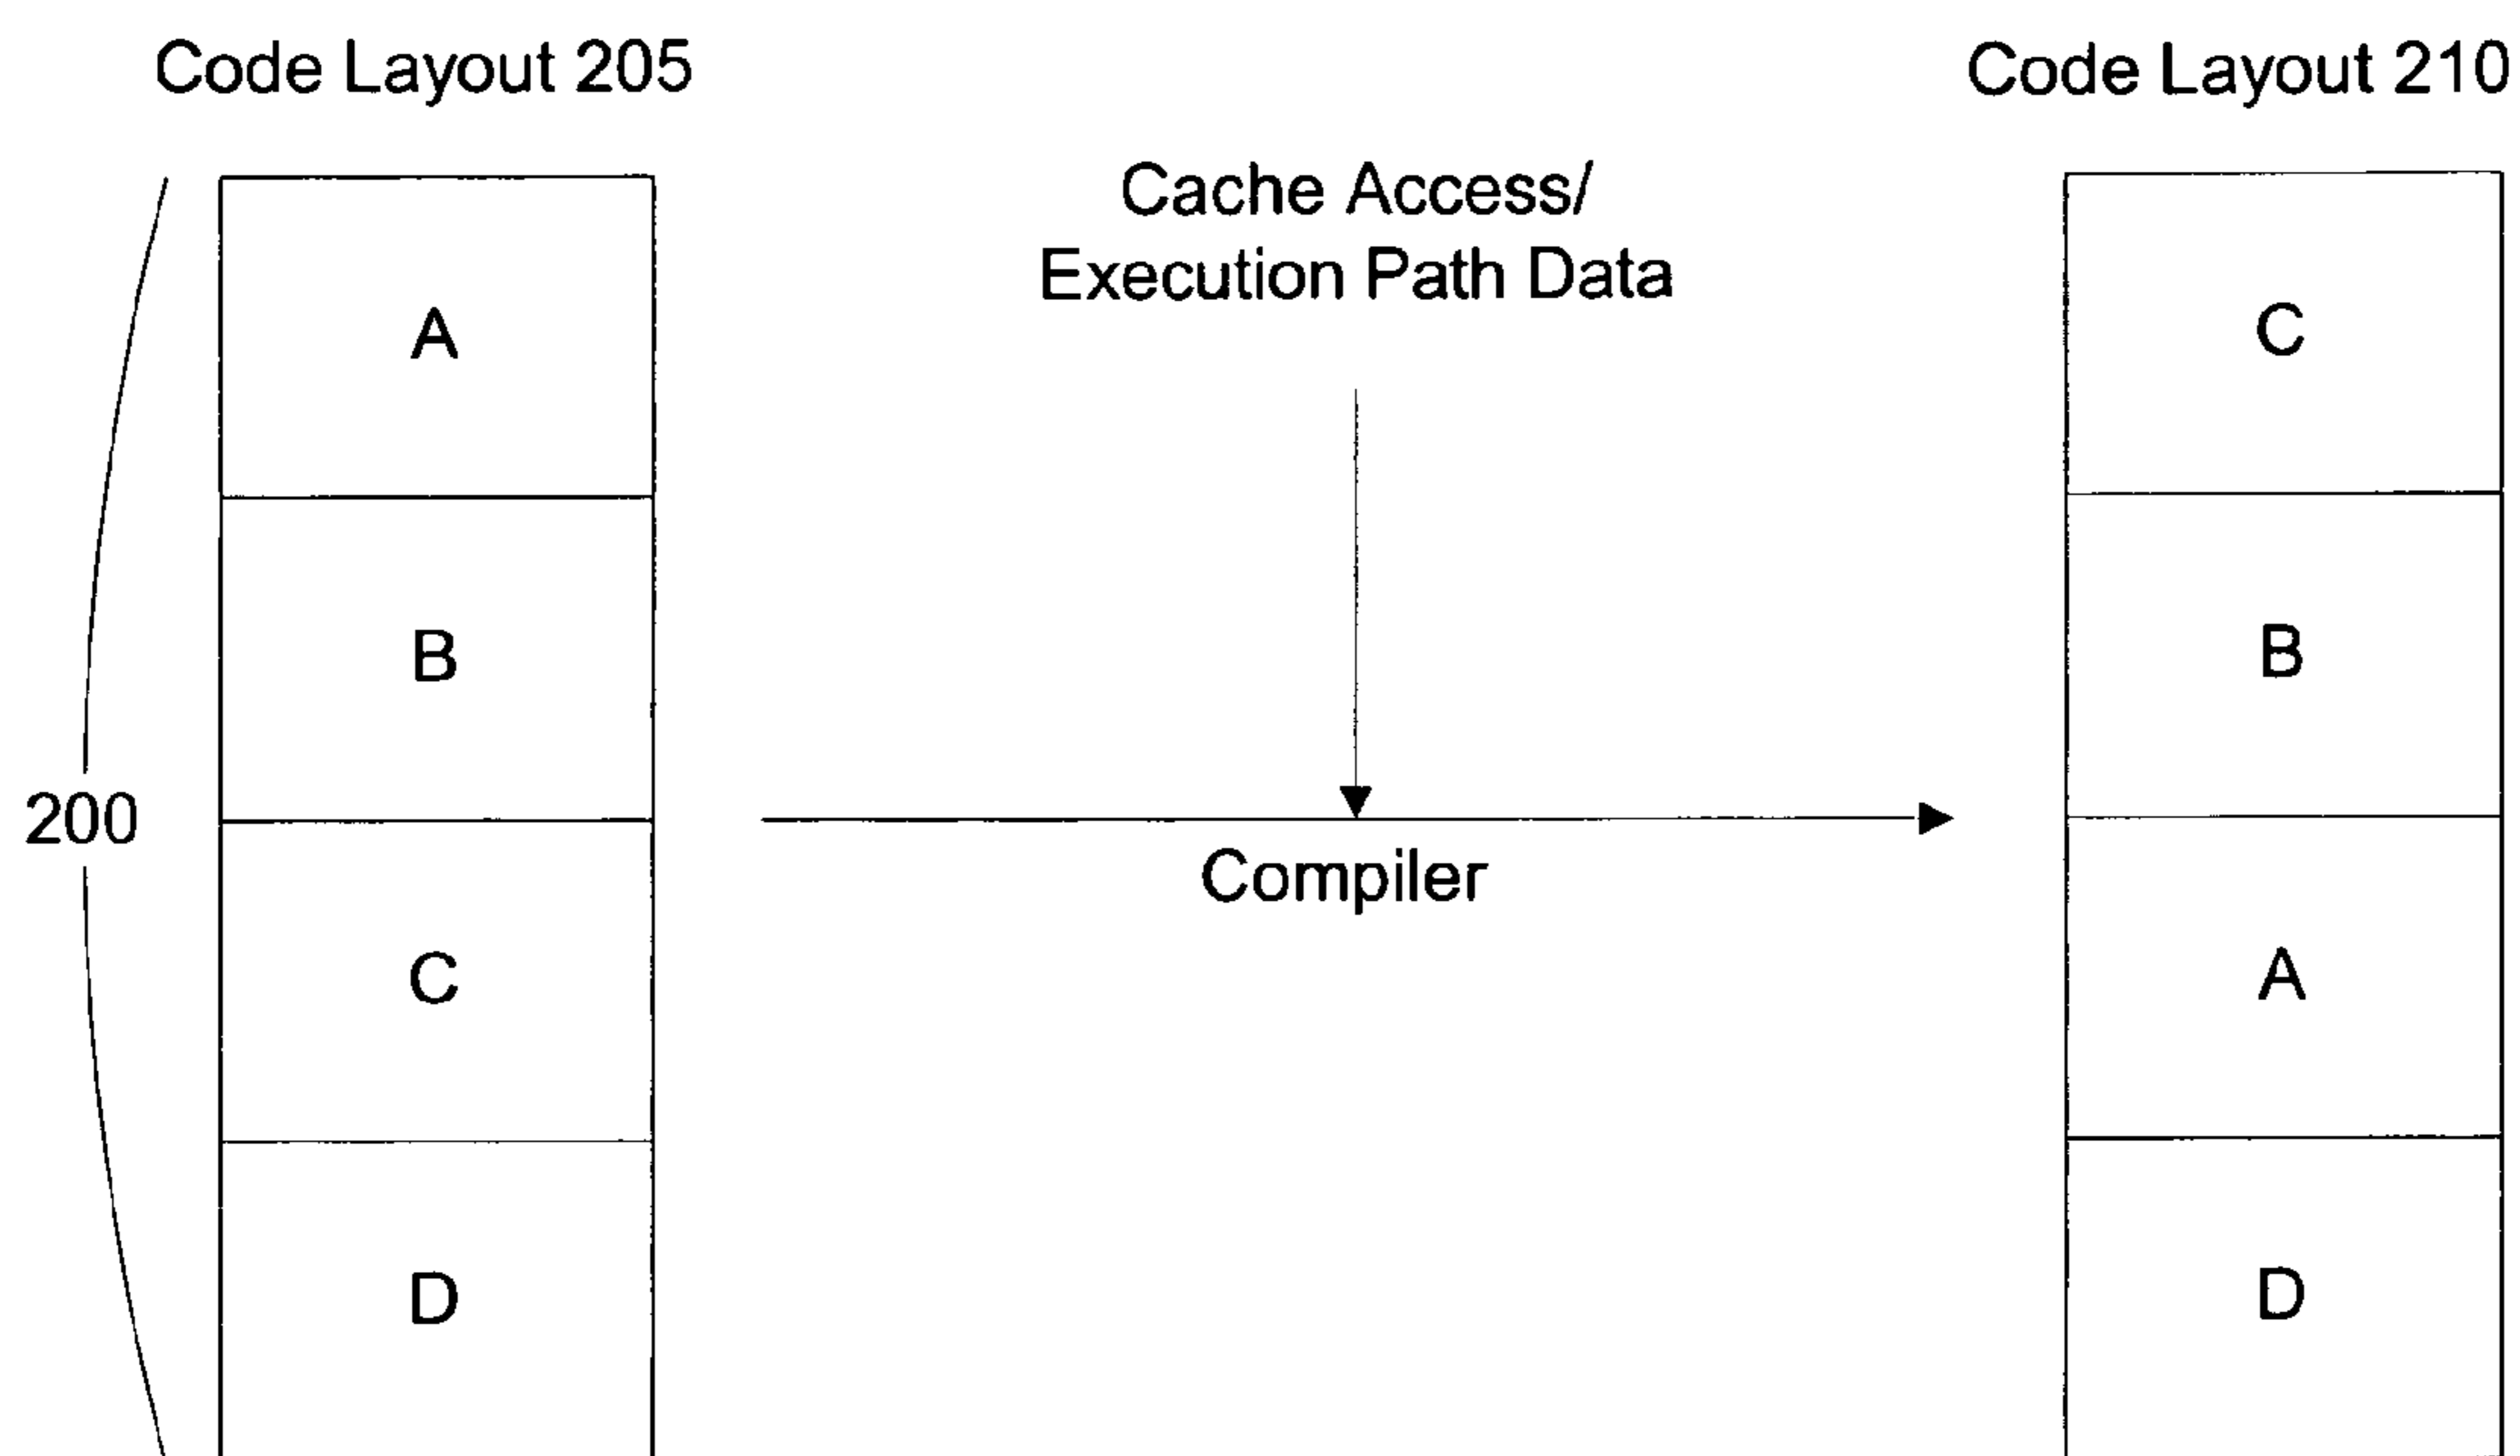 Code Layout 205
Code Layout 210
Cache Access/
Execution Path Data
A
B
C
D
200
Compiler
C
B
A
D